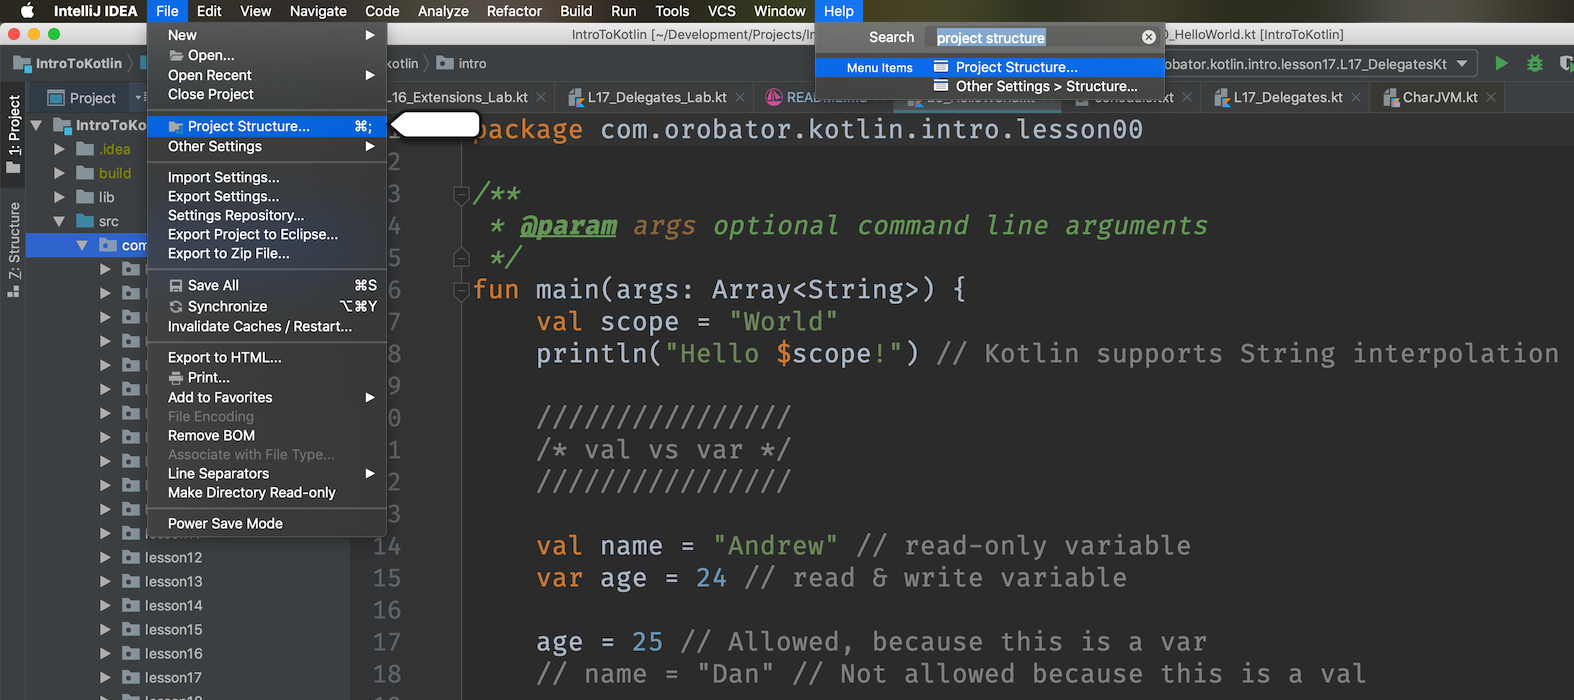 IntelliJ IDEA File Edit View Navigate Code Analyze Refactor Build Run Tools VCS Window Help
IntroToKotlin [~/Development/Projects/
_HelloWorld.kt [IntroToKotlin]
Search project structure
Menu Items Project Structure...
Other Settings > Structure...
IntroToKotlin
kotlin intro
obator.kotlin.intro.lesson17.L17_DelegatesKt
Project
L16_Extensions_Lab.kt L17_Delegates_Lab.kt L17_Delegates.kt CharJVM.kt
1: Project
Z: Structure
IntroToKo
.idea
build
lib
src
com
lesson12
lesson13
lesson14
lesson15
lesson16
lesson17
New
Open...
Open Recent
Close Project
Project Structure... ⌘;
Other Settings
Import Settings...
Export Settings...
Settings Repository...
Export Project to Eclipse...
Export to Zip File...
Save All ⌘S
Synchronize ⌥⌘Y
Invalidate Caches / Restart...
Export to HTML...
Print...
Add to Favorites
File Encoding
Remove BOM
Associate with File Type...
Line Separators
Make Directory Read-only
Power Save Mode
package com.orobator.kotlin.intro.lesson00
2
3 /**
4 * @param args optional command line arguments
5 */
6 fun main(args: Array<String>) {
7 val scope = "World"
8 println("Hello $scope!") // Kotlin supports String interpolation
9
0 ////////////////
1 /* val vs var */
2 ////////////////
3
14 val name = "Andrew" // read-only variable
15 var age = 24 // read & write variable
16
17 age = 25 // Allowed, because this is a var
18 // name = "Dan" // Not allowed because this is a val